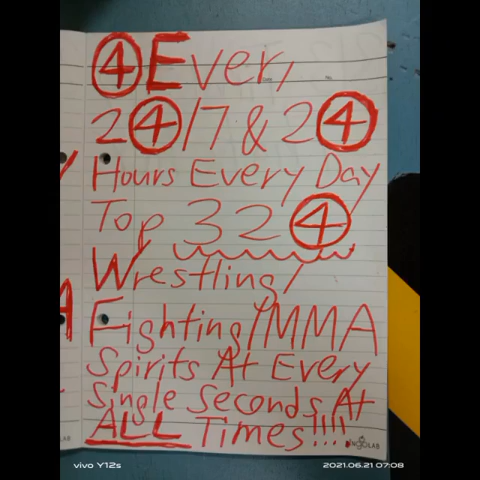 ④Ever,
2④/7 & 2④
Hours Every Day
Top 32④
Wrestling/
Fighting/MMA
Spirits At Every
Single Seconds At
ALL Times!!!!
vivo Y12s
2021.06.21 07:08